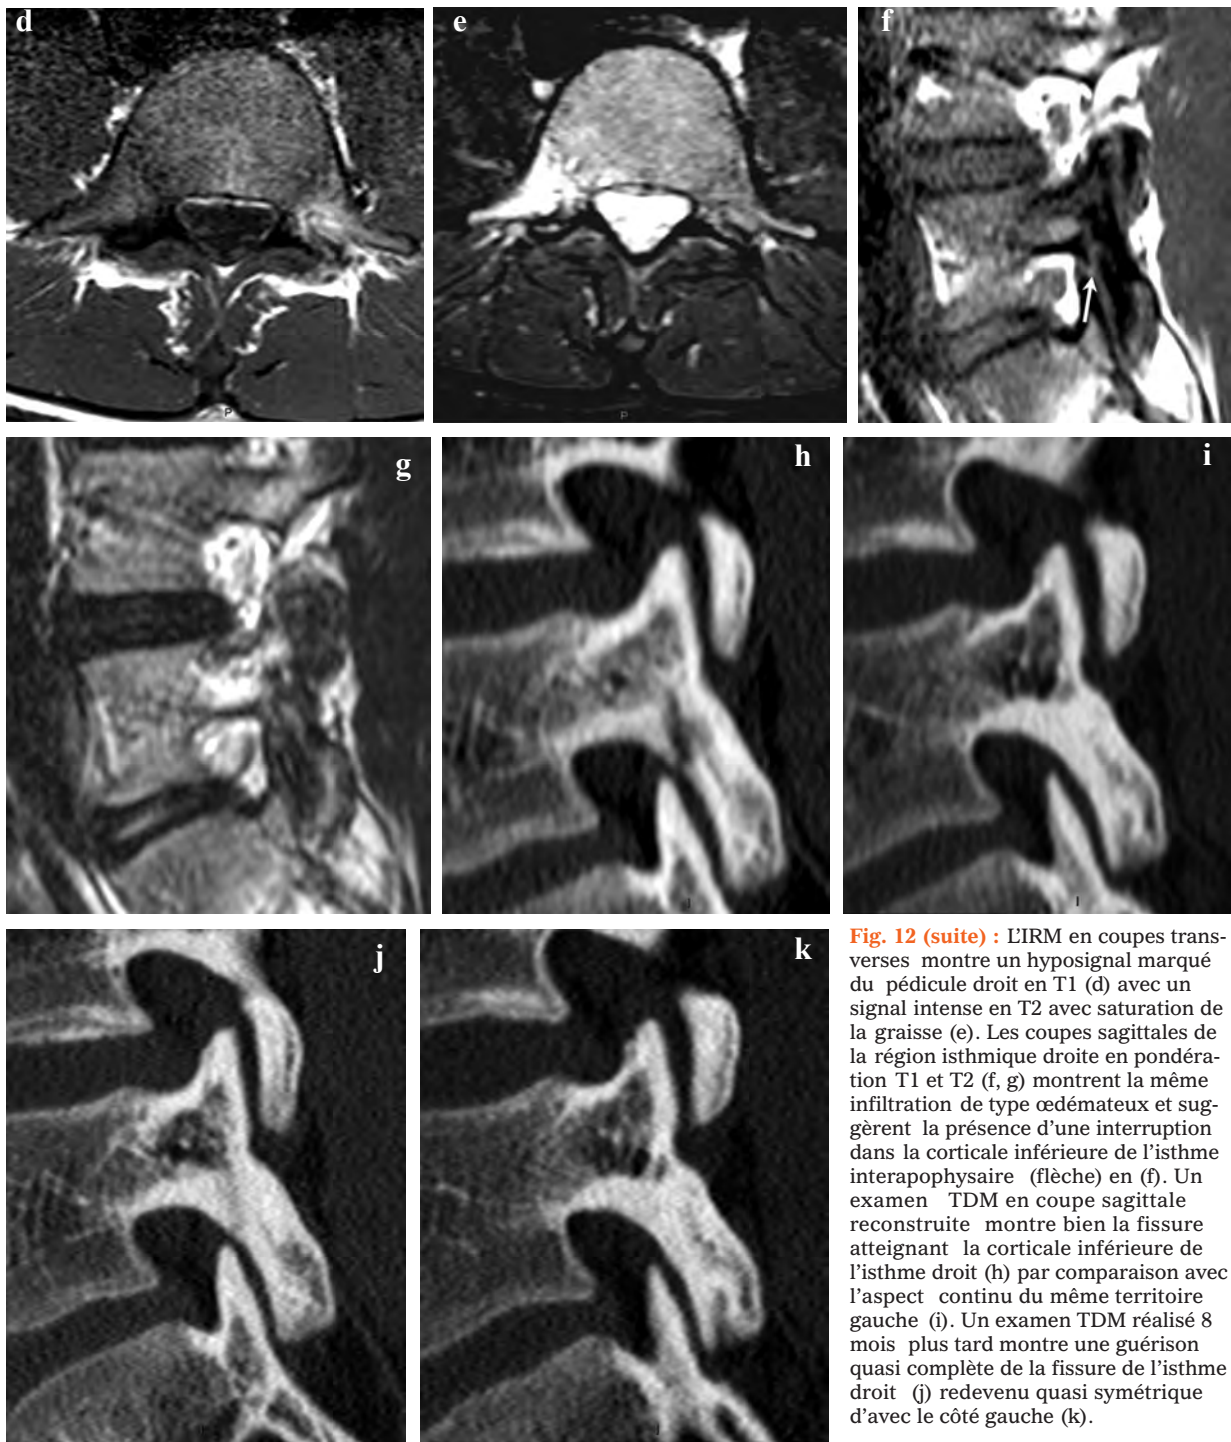 d
e
f
g
h
i
j
k
P
P
I
I
Fig. 12 (suite) : L'IRM en coupes trans-
verses montre un hyposignal marqué
du pédicule droit en T1 (d) avec un
signal intense en T2 avec saturation de
la graisse (e). Les coupes sagittales de
la région isthmique droite en pondéra-
tion T1 et T2 (f, g) montrent la même
infiltration de type œdémateux et sug-
gèrent la présence d'une interruption
dans la corticale inférieure de l'isthme
interapophysaire (flèche) en (f). Un
examen TDM en coupe sagittale
reconstruite montre bien la fissure
atteignant la corticale inférieure de
l'isthme droit (h) par comparaison avec
l'aspect continu du même territoire
gauche (i). Un examen TDM réalisé 8
mois plus tard montre une guérison
quasi complète de la fissure de l'isthme
droit (j) redevenu quasi symétrique
d'avec le côté gauche (k).